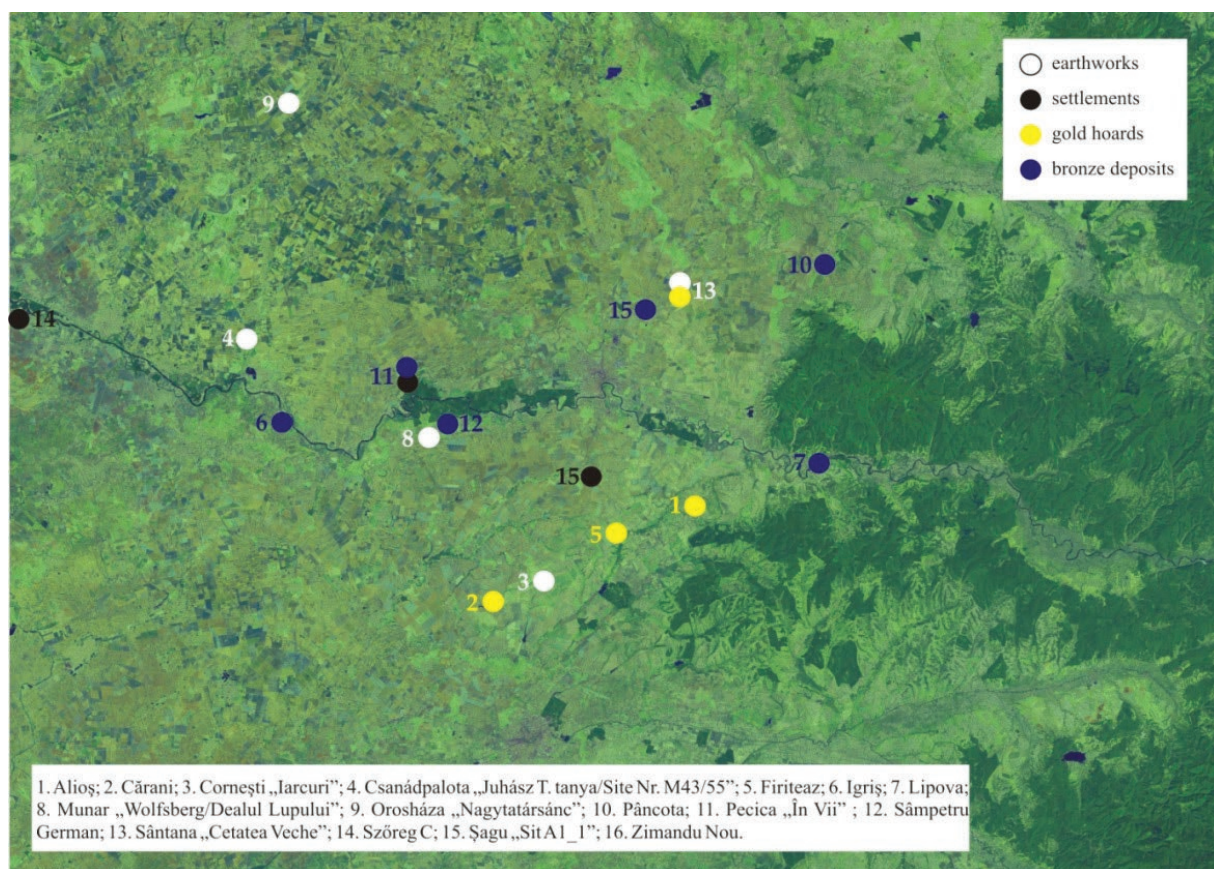 earthworks
settlements
gold hoards
bronze deposits
9
10
13
15
14
4
11
6
12
8
7
15
1
5
3
2
1. Alioş; 2. Cărani; 3. Corneşti „Iarcuri”; 4. Csanádpalota „Juhász T. tanya/Site Nr. M43/55”; 5. Firiteaz; 6. Igriş; 7. Lipova;
8. Munar „Wolfsberg/Dealul Lupului”; 9. Orosháza „Nagytatársánc”; 10. Pâncota; 11. Pecica „În Vii” ; 12. Sâmpetru
German; 13. Sântana „Cetatea Veche”; 14. Szőreg C; 15. Şagu „Sit A1_1”; 16. Zimandu Nou.